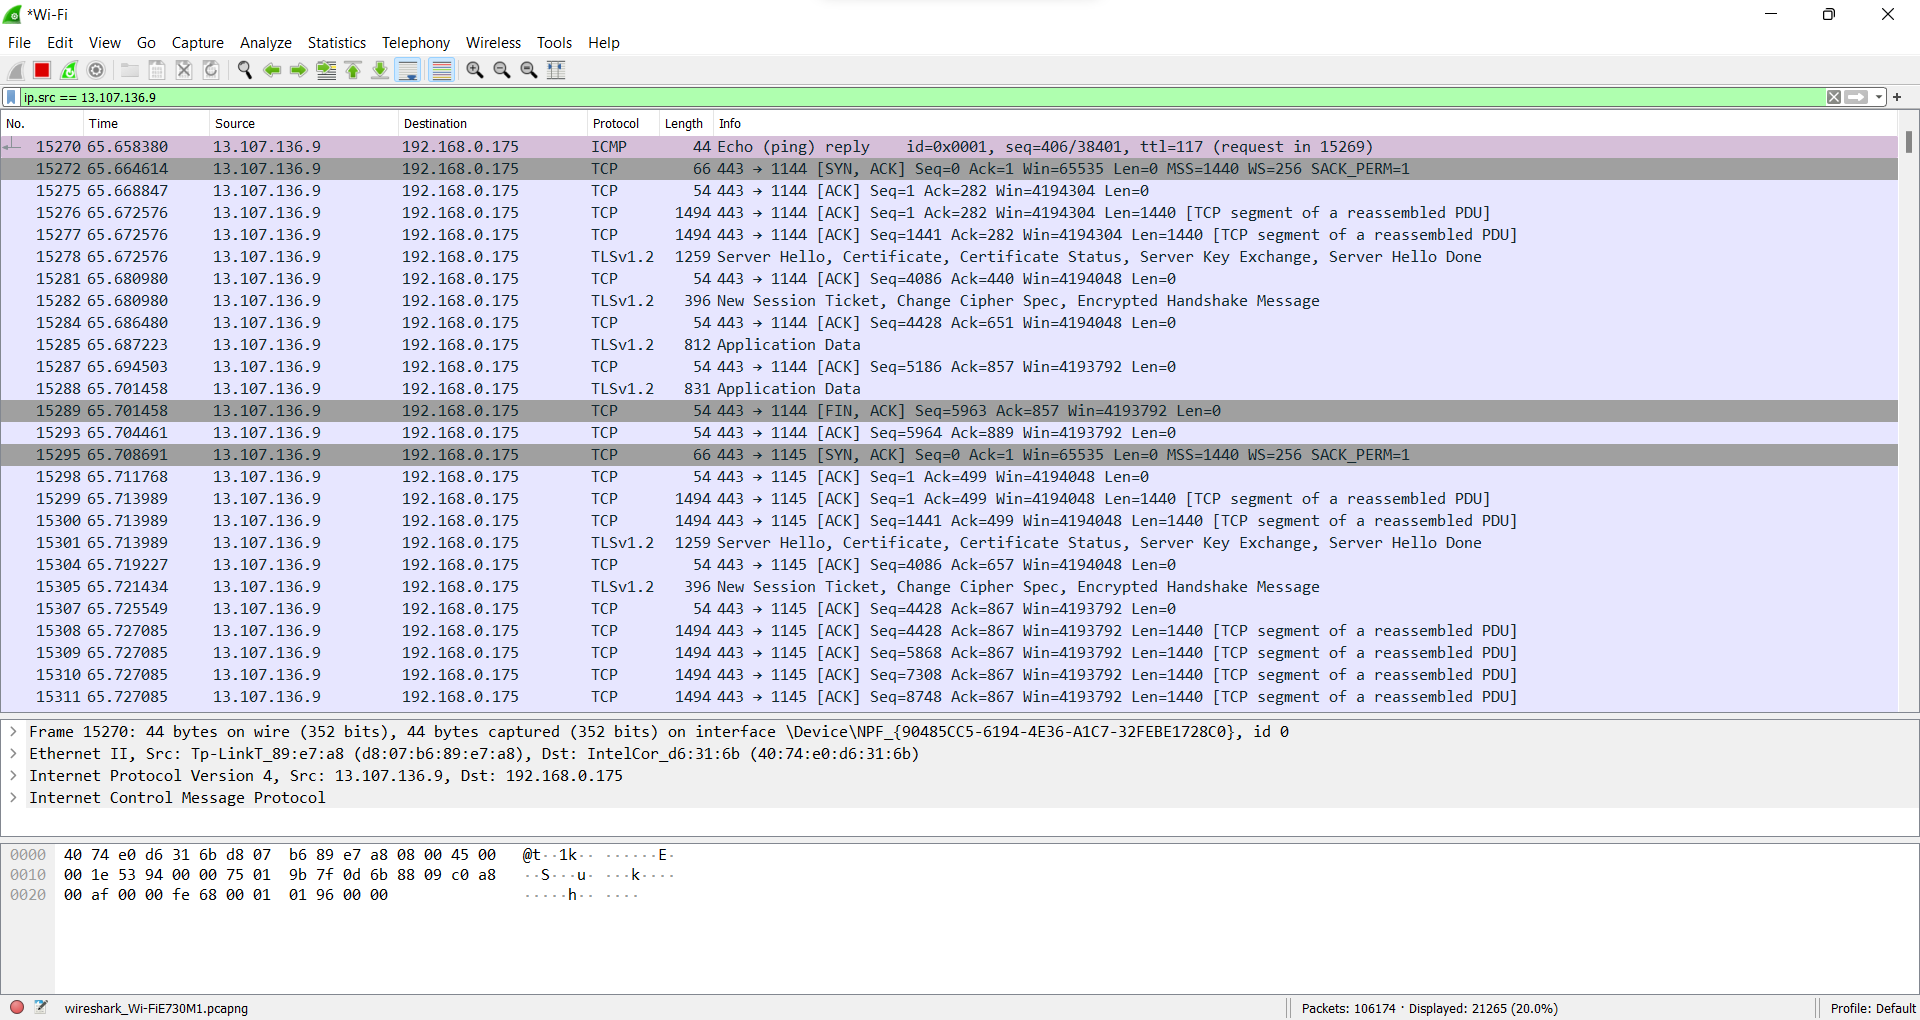 *Wi-Fi
File Edit View Go Capture Analyze Statistics Telephony Wireless Tools Help
ip.src == 13.107.136.9
No. Time Source Destination Protocol Length Info
15270 65.658380 13.107.136.9 192.168.0.175 ICMP 44 Echo (ping) reply id=0x0001, seq=406/38401, ttl=117 (request in 15269)
15272 65.664614 13.107.136.9 192.168.0.175 TCP 66 443 → 1144 [SYN, ACK] Seq=0 Ack=1 Win=65535 Len=0 MSS=1440 WS=256 SACK_PERM=1
15275 65.668847 13.107.136.9 192.168.0.175 TCP 54 443 → 1144 [ACK] Seq=1 Ack=282 Win=4194304 Len=0
15276 65.672576 13.107.136.9 192.168.0.175 TCP 1494 443 → 1144 [ACK] Seq=1 Ack=282 Win=4194304 Len=1440 [TCP segment of a reassembled PDU]
15277 65.672576 13.107.136.9 192.168.0.175 TCP 1494 443 → 1144 [ACK] Seq=1441 Ack=282 Win=4194304 Len=1440 [TCP segment of a reassembled PDU]
15278 65.672576 13.107.136.9 192.168.0.175 TLSv1.2 1259 Server Hello, Certificate, Certificate Status, Server Key Exchange, Server Hello Done
15281 65.680980 13.107.136.9 192.168.0.175 TCP 54 443 → 1144 [ACK] Seq=4086 Ack=440 Win=4194048 Len=0
15282 65.680980 13.107.136.9 192.168.0.175 TLSv1.2 396 New Session Ticket, Change Cipher Spec, Encrypted Handshake Message
15284 65.686480 13.107.136.9 192.168.0.175 TCP 54 443 → 1144 [ACK] Seq=4428 Ack=651 Win=4194048 Len=0
15285 65.687223 13.107.136.9 192.168.0.175 TLSv1.2 812 Application Data
15287 65.694503 13.107.136.9 192.168.0.175 TCP 54 443 → 1144 [ACK] Seq=5186 Ack=857 Win=4193792 Len=0
15288 65.701458 13.107.136.9 192.168.0.175 TLSv1.2 831 Application Data
15289 65.701458 13.107.136.9 192.168.0.175 TCP 54 443 → 1144 [FIN, ACK] Seq=5963 Ack=857 Win=4193792 Len=0
15293 65.704461 13.107.136.9 192.168.0.175 TCP 54 443 → 1144 [ACK] Seq=5964 Ack=889 Win=4193792 Len=0
15295 65.708691 13.107.136.9 192.168.0.175 TCP 66 443 → 1145 [SYN, ACK] Seq=0 Ack=1 Win=65535 Len=0 MSS=1440 WS=256 SACK_PERM=1
15298 65.711768 13.107.136.9 192.168.0.175 TCP 54 443 → 1145 [ACK] Seq=1 Ack=499 Win=4194048 Len=0
15299 65.713989 13.107.136.9 192.168.0.175 TCP 1494 443 → 1145 [ACK] Seq=1 Ack=499 Win=4194048 Len=1440 [TCP segment of a reassembled PDU]
15300 65.713989 13.107.136.9 192.168.0.175 TCP 1494 443 → 1145 [ACK] Seq=1441 Ack=499 Win=4194048 Len=1440 [TCP segment of a reassembled PDU]
15301 65.713989 13.107.136.9 192.168.0.175 TLSv1.2 1259 Server Hello, Certificate, Certificate Status, Server Key Exchange, Server Hello Done
15304 65.719227 13.107.136.9 192.168.0.175 TCP 54 443 → 1145 [ACK] Seq=4086 Ack=657 Win=4194048 Len=0
15305 65.721434 13.107.136.9 192.168.0.175 TLSv1.2 396 New Session Ticket, Change Cipher Spec, Encrypted Handshake Message
15307 65.725549 13.107.136.9 192.168.0.175 TCP 54 443 → 1145 [ACK] Seq=4428 Ack=867 Win=4193792 Len=0
15308 65.727085 13.107.136.9 192.168.0.175 TCP 1494 443 → 1145 [ACK] Seq=4428 Ack=867 Win=4193792 Len=1440 [TCP segment of a reassembled PDU]
15309 65.727085 13.107.136.9 192.168.0.175 TCP 1494 443 → 1145 [ACK] Seq=5868 Ack=867 Win=4193792 Len=1440 [TCP segment of a reassembled PDU]
15310 65.727085 13.107.136.9 192.168.0.175 TCP 1494 443 → 1145 [ACK] Seq=7308 Ack=867 Win=4193792 Len=1440 [TCP segment of a reassembled PDU]
15311 65.727085 13.107.136.9 192.168.0.175 TCP 1494 443 → 1145 [ACK] Seq=8748 Ack=867 Win=4193792 Len=1440 [TCP segment of a reassembled PDU]
Frame 15270: 44 bytes on wire (352 bits), 44 bytes captured (352 bits) on interface \Device\NPF_{90485CC5-6194-4E36-A1C7-32FEBE1728C0}, id 0
Ethernet II, Src: Tp-LinkT_89:e7:a8 (d8:07:b6:89:e7:a8), Dst: IntelCor_d6:31:6b (40:74:e0:d6:31:6b)
Internet Protocol Version 4, Src: 13.107.136.9, Dst: 192.168.0.175
Internet Control Message Protocol
0000 40 74 e0 d6 31 6b d8 07 b6 89 e7 a8 08 00 45 00 @t··1k·· ······E·
0010 00 1e 53 94 00 00 75 01 9b 7f 0d 6b 88 09 c0 a8 ··S···u· ···k····
0020 00 af 00 00 fe 68 00 01 01 96 00 00 ·····h·· ····
wireshark_Wi-FiE730M1.pcapng Packets: 106174 · Displayed: 21265 (20.0%) Profile: Default